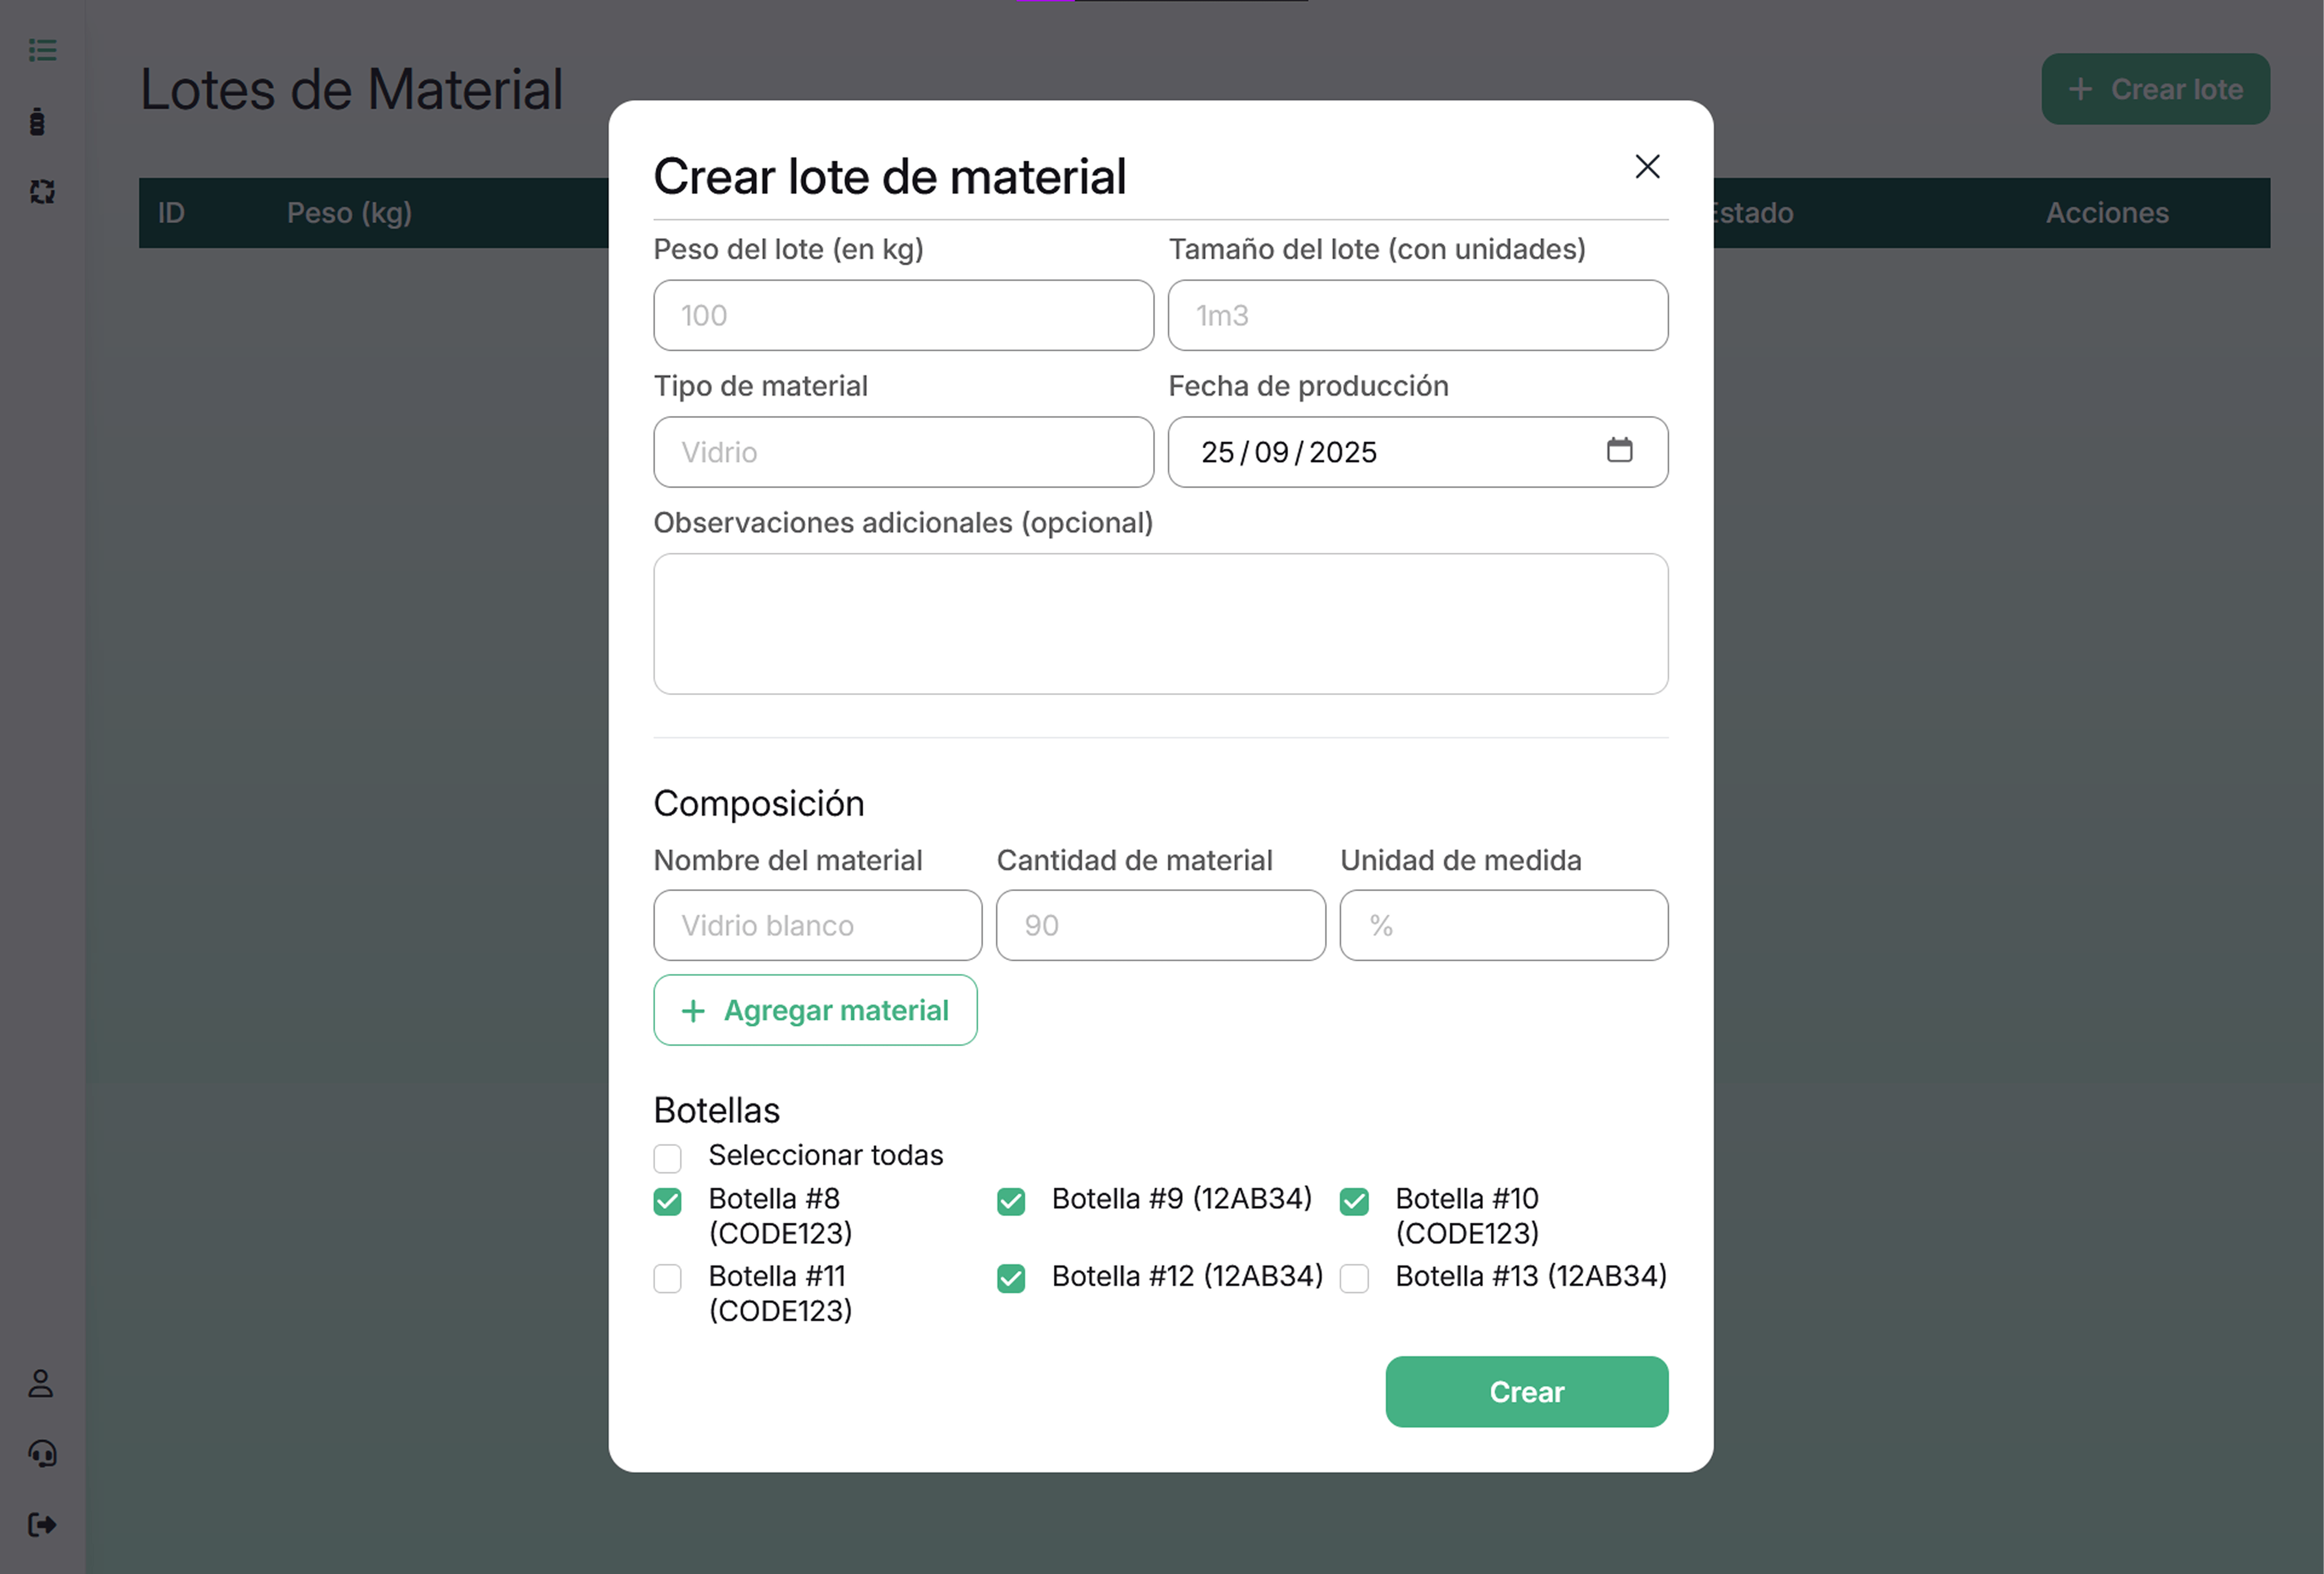 Lotes de Material
+ Crear lote
ID Peso (kg) Estado Acciones
Crear lote de material
Peso del lote (en kg) Tamaño del lote (con unidades)
100 1m3
Tipo de material Fecha de producción
Vidrio 25/09/2025
Observaciones adicionales (opcional)
Composición
Nombre del material Cantidad de material Unidad de medida
Vidrio blanco 90 %
+ Agregar material
Botellas
Seleccionar todas
Botella #8 (CODE123) Botella #9 (12AB34) Botella #10 (CODE123)
Botella #11 (CODE123) Botella #12 (12AB34) Botella #13 (12AB34)
Crear